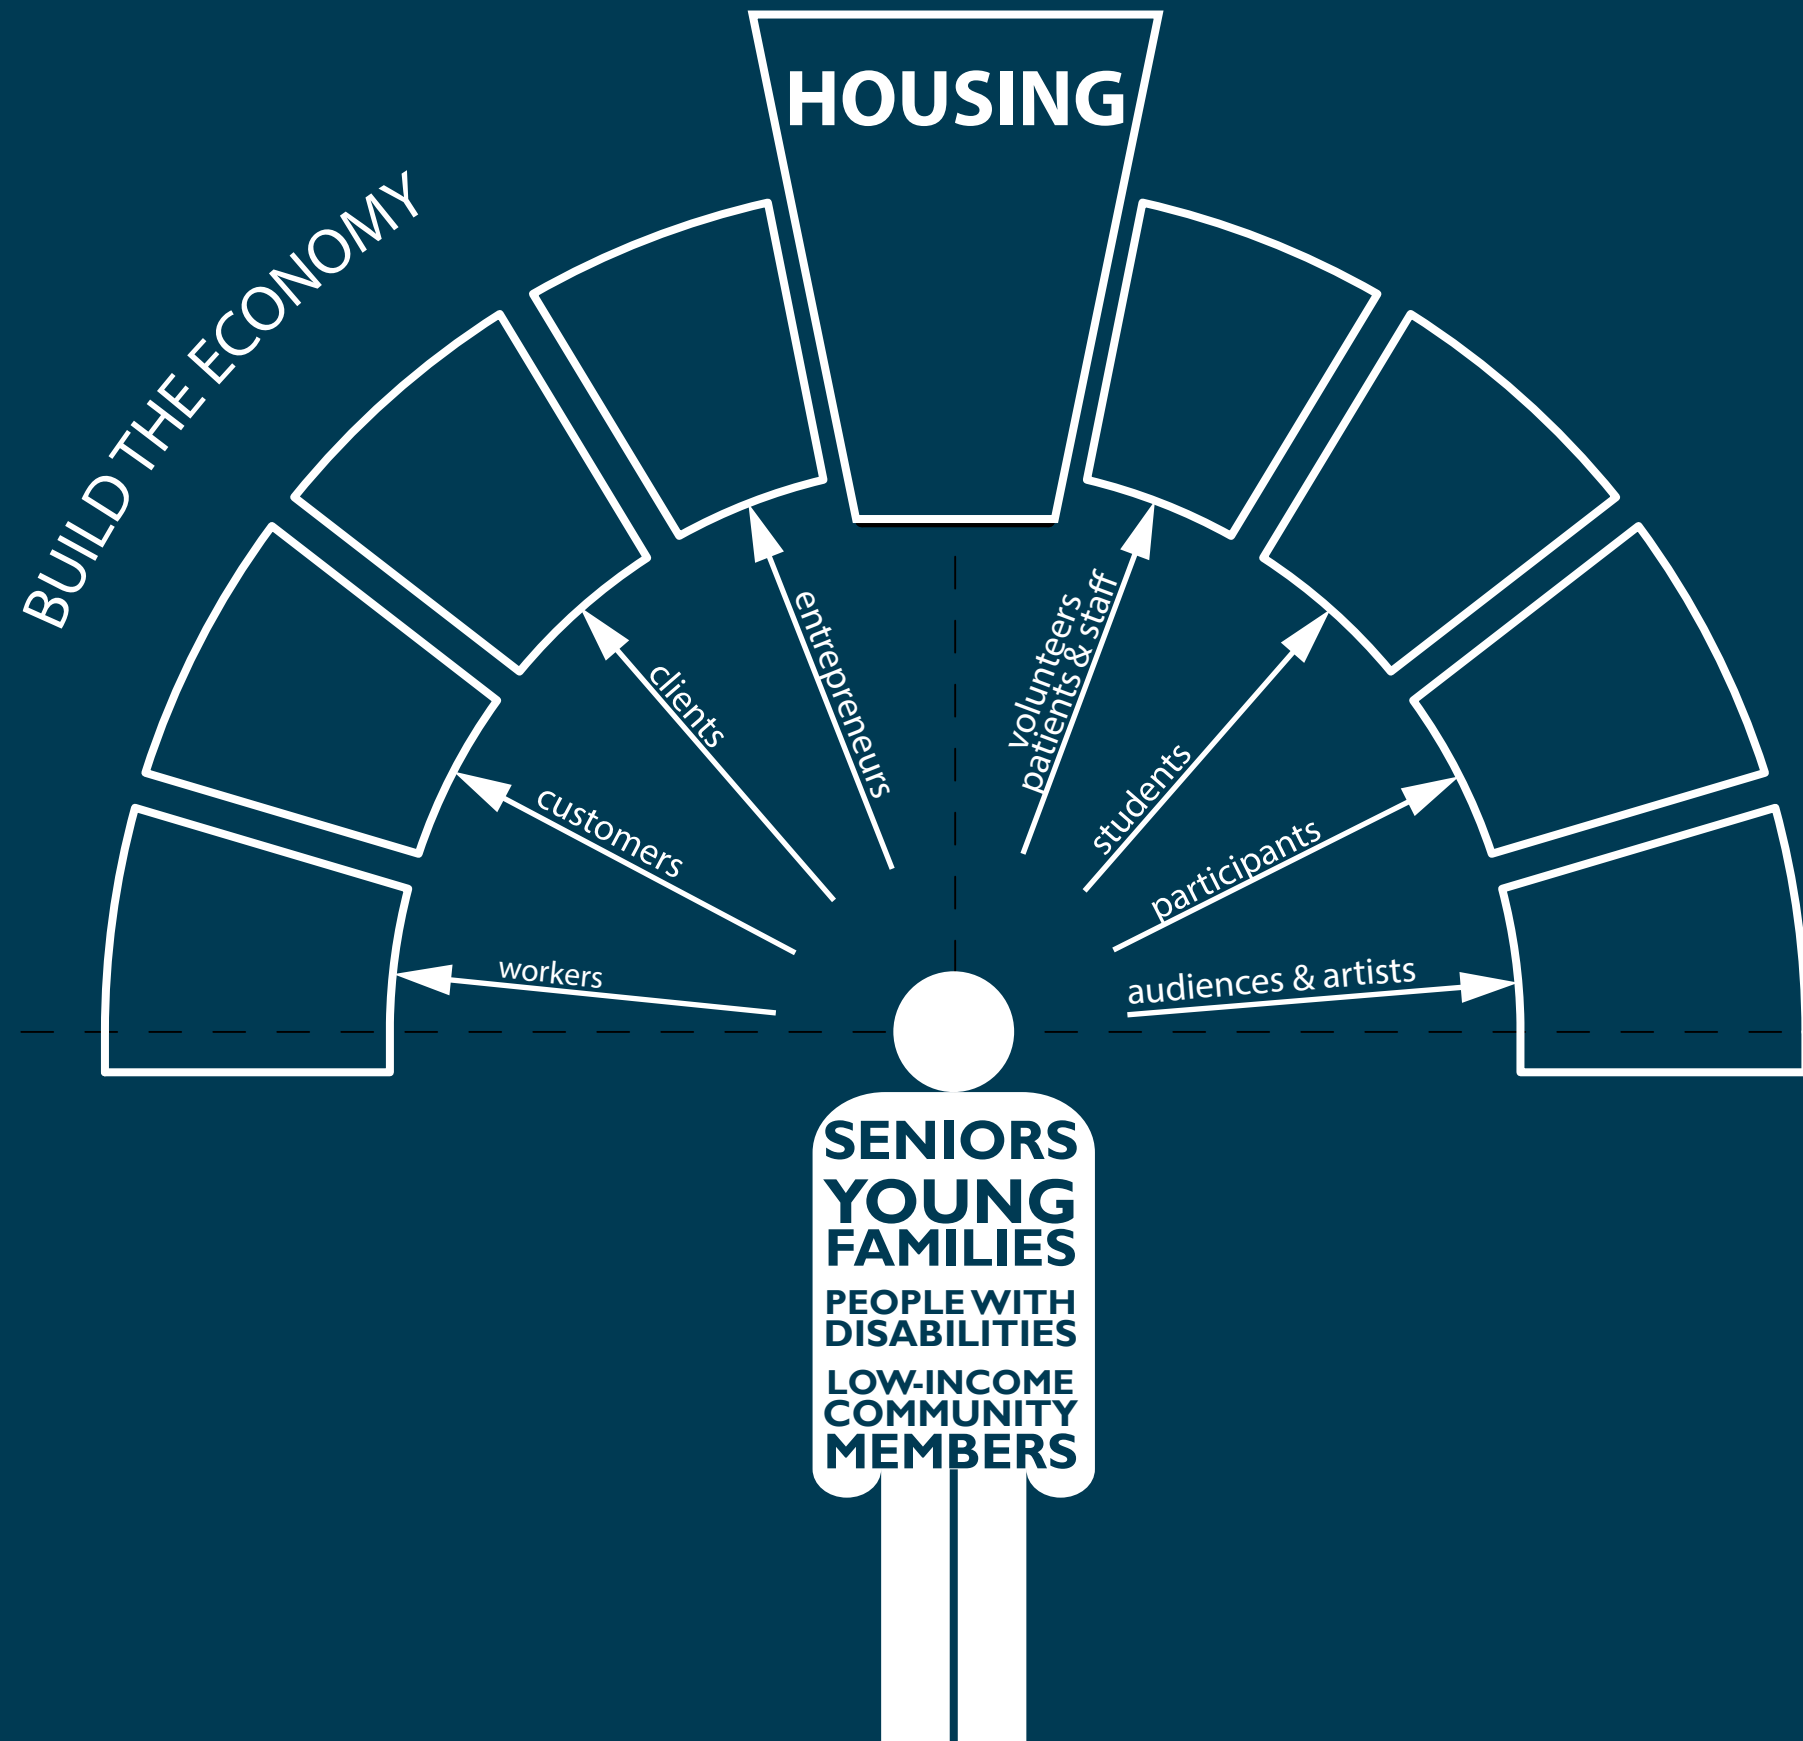 HOUSING
BUILD THE ECONOMY
entrepreneurs
volunteers
patients & staff
clients
students
customers
participants
workers
audiences & artists
SENIORS
YOUNG
FAMILIES
PEOPLE WITH
DISABILITIES
LOW-INCOME
COMMUNITY
MEMBERS